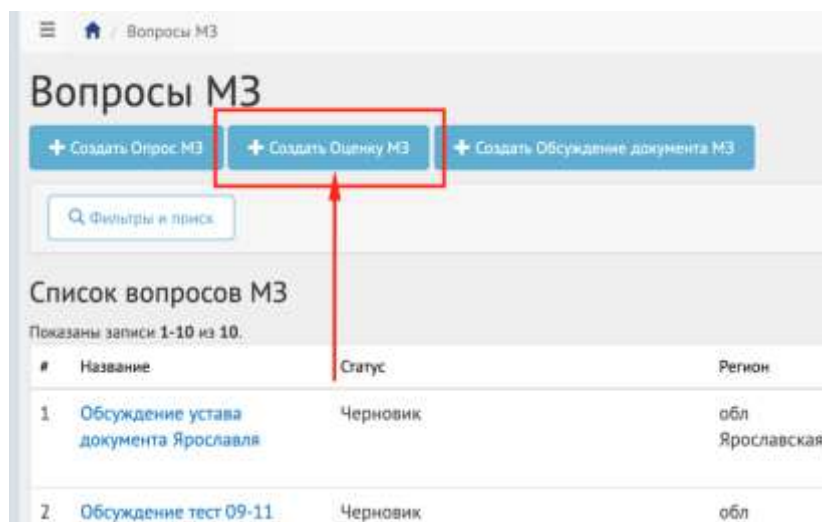 / Вопросы МЗ
Вопросы МЗ
+ Создать Опрос МЗ + Создать Оценку МЗ + Создать Обсуждение документа МЗ
Фильтры и поиск
Список вопросов МЗ
Показаны записи 1-10 из 10.
# Название Статус Регион
1 Обсуждение устава Черновик обл
документа Ярославля Ярославская
2 Обсуждение тест 09-11 Черновик обл